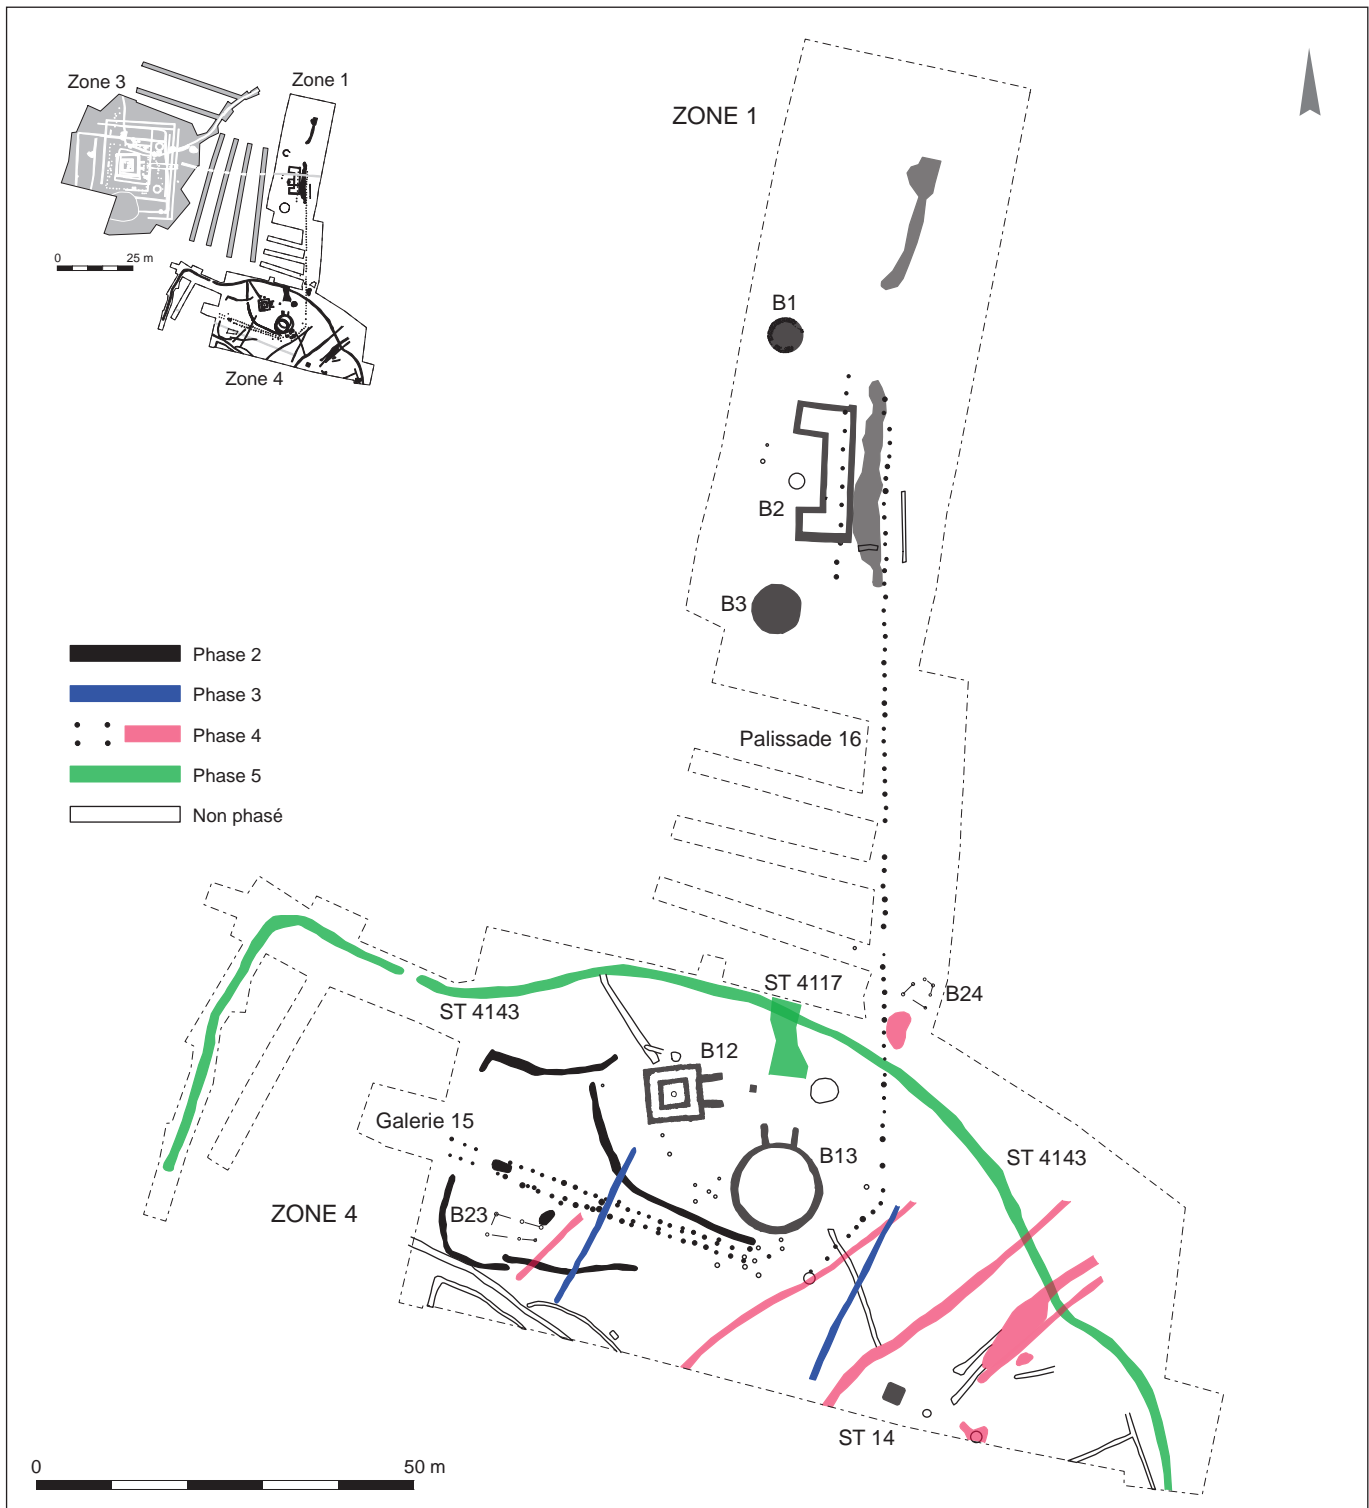 Zone 3
Zone 1
0
25 m
Zone 4
ZONE 1
B1
B2
B3
Phase 2
Phase 3
Phase 4
Phase 5
Non phasé
Palissade 16
ST 4117
B24
ST 4143
B12
Galerie 15
B13
ST 4143
B23
ZONE 4
ST 14
0
50 m